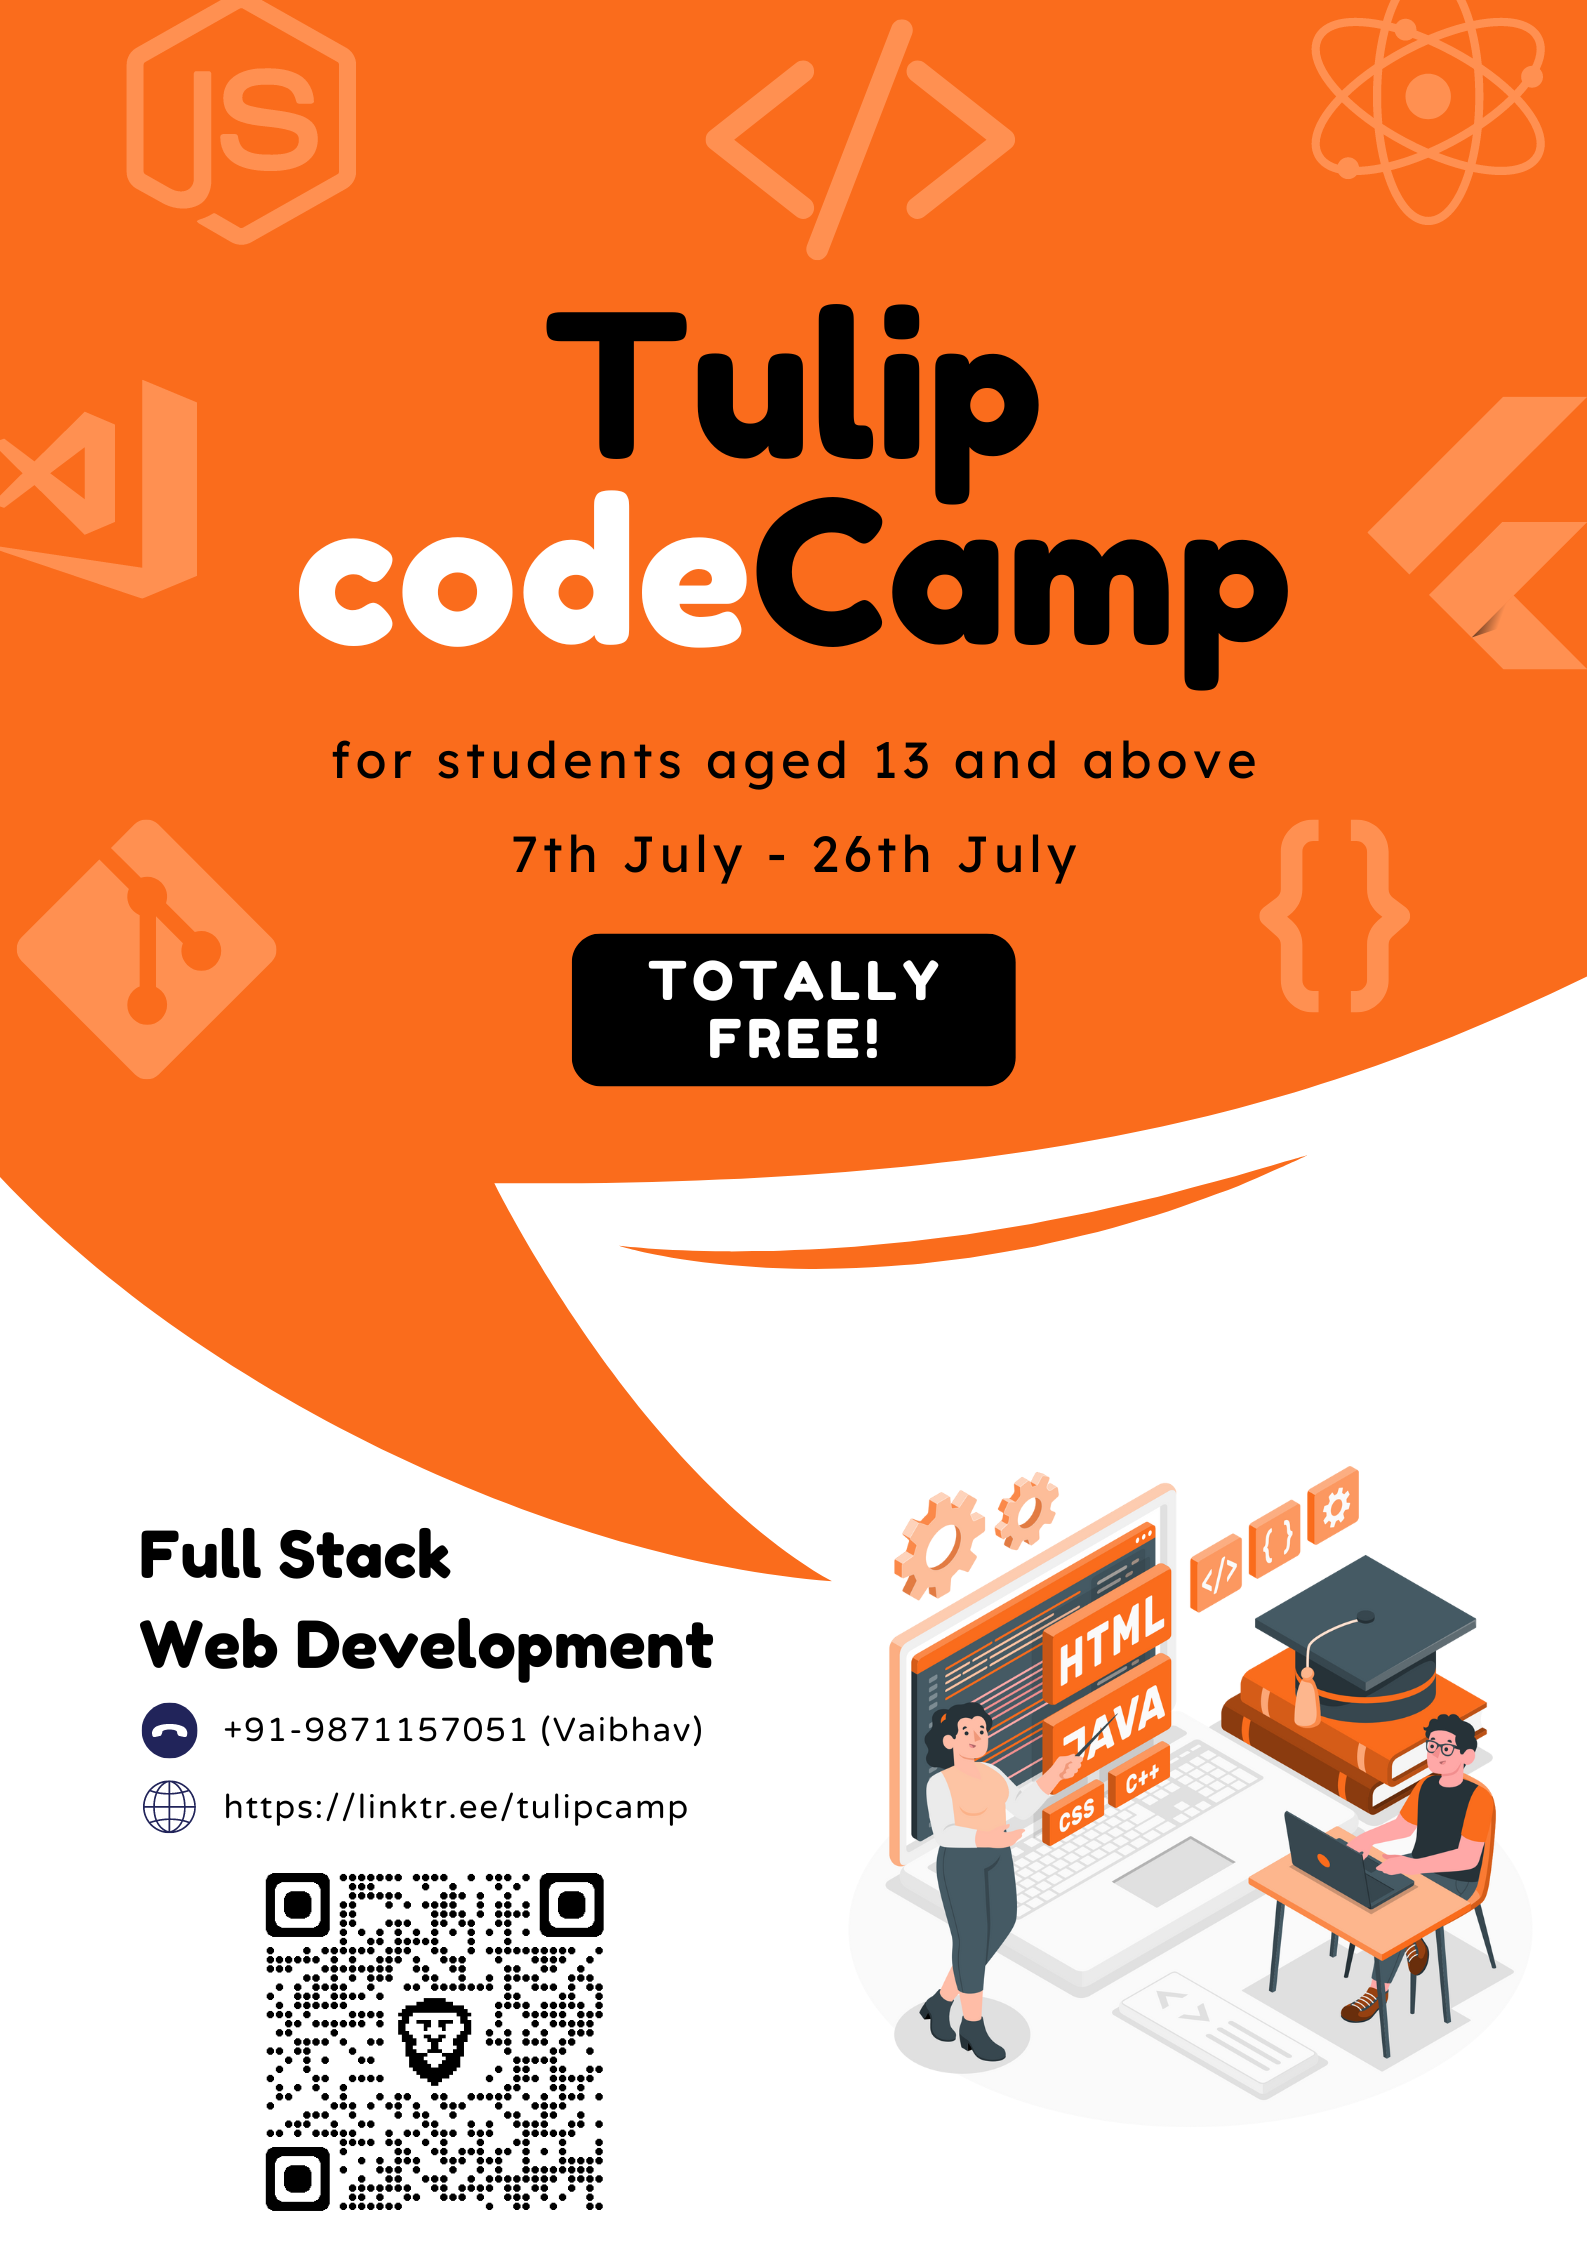 JS
</>
Tulip
codeCamp
for students aged 13 and above
7th July - 26th July
{}
TOTALLY
FREE!
Full Stack
Web Development
+91-9871157051 (Vaibhav)
https://linktr.ee/tulipcamp
</>
{ }
HTML
JAVA
C++
CSS
< >